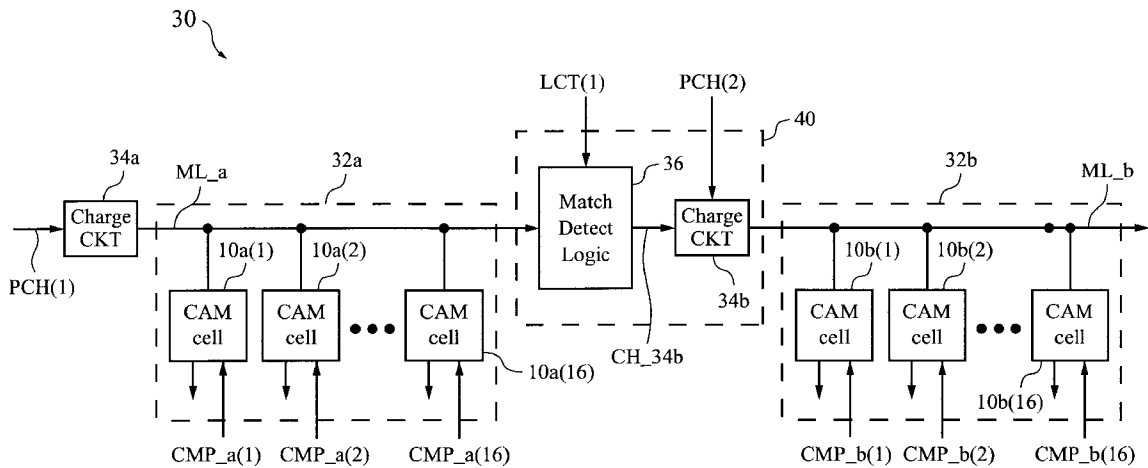 30
LCT(1)
PCH(2)
40
34a
ML_a
32a
36
32b
ML_b
Charge
CKT
Match
Detect
Logic
Charge
CKT
PCH(1)
10a(1)
10a(2)
10b(1)
10b(2)
34b
CAM
cell
CAM
cell
CAM
cell
CAM
cell
CAM
cell
CAM
cell
CH_34b
10a(16)
10b(16)
CMP_a(1)
CMP_a(2)
CMP_a(16)
CMP_b(1)
CMP_b(2)
CMP_b(16)